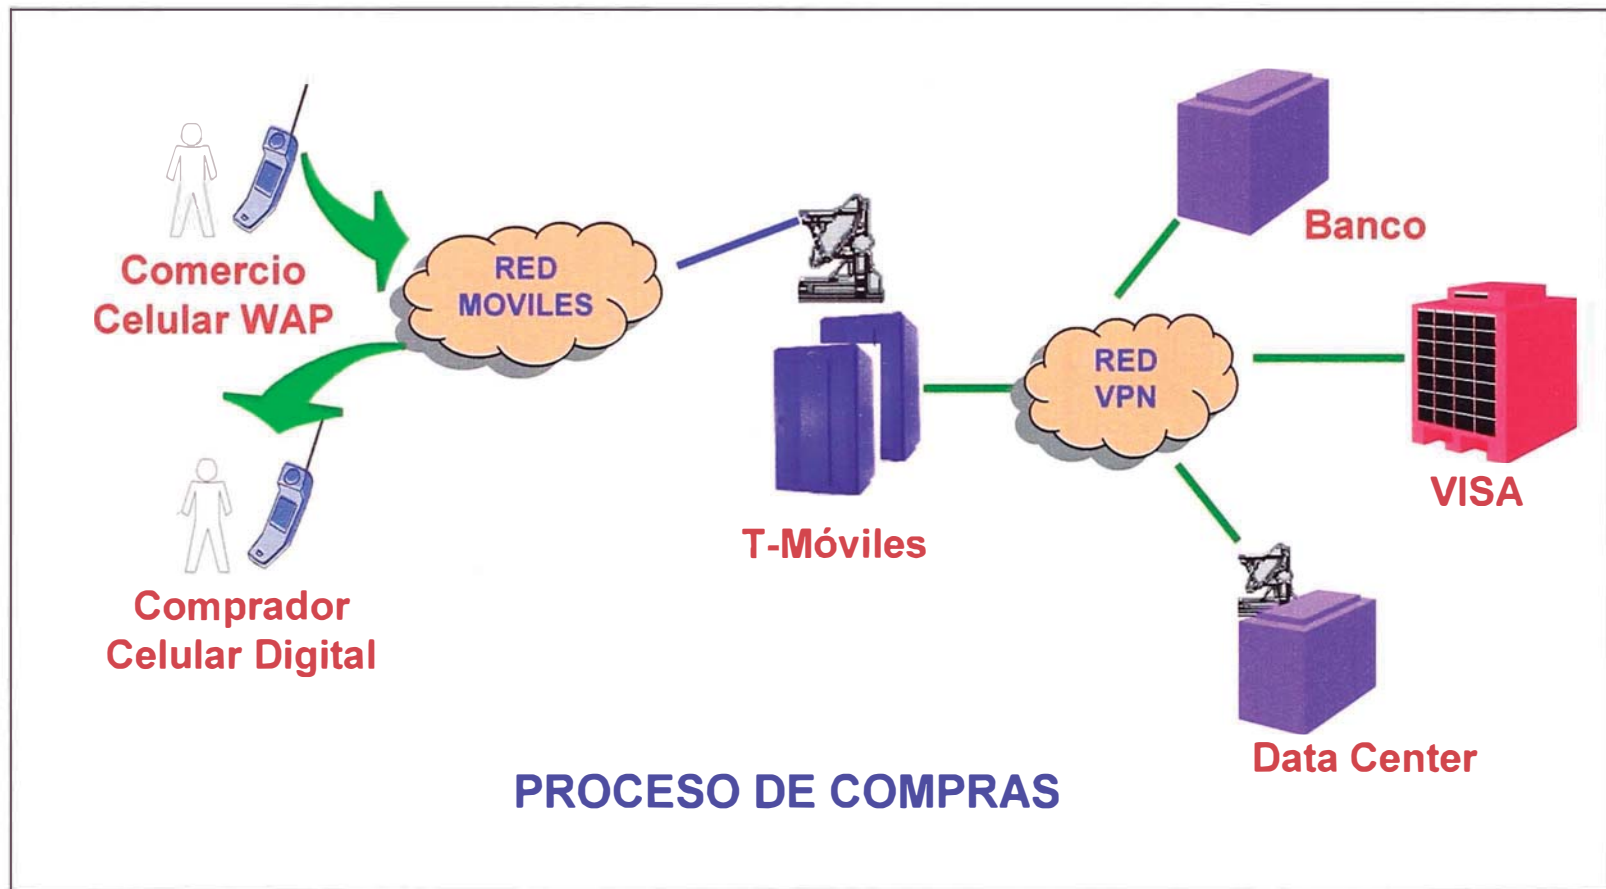 Comercio
Celular WAP
RED
MOVILES
Banco
RED
VPN
VISA
T-Móviles
Comprador
Celular Digital
Data Center
PROCESO DE COMPRAS